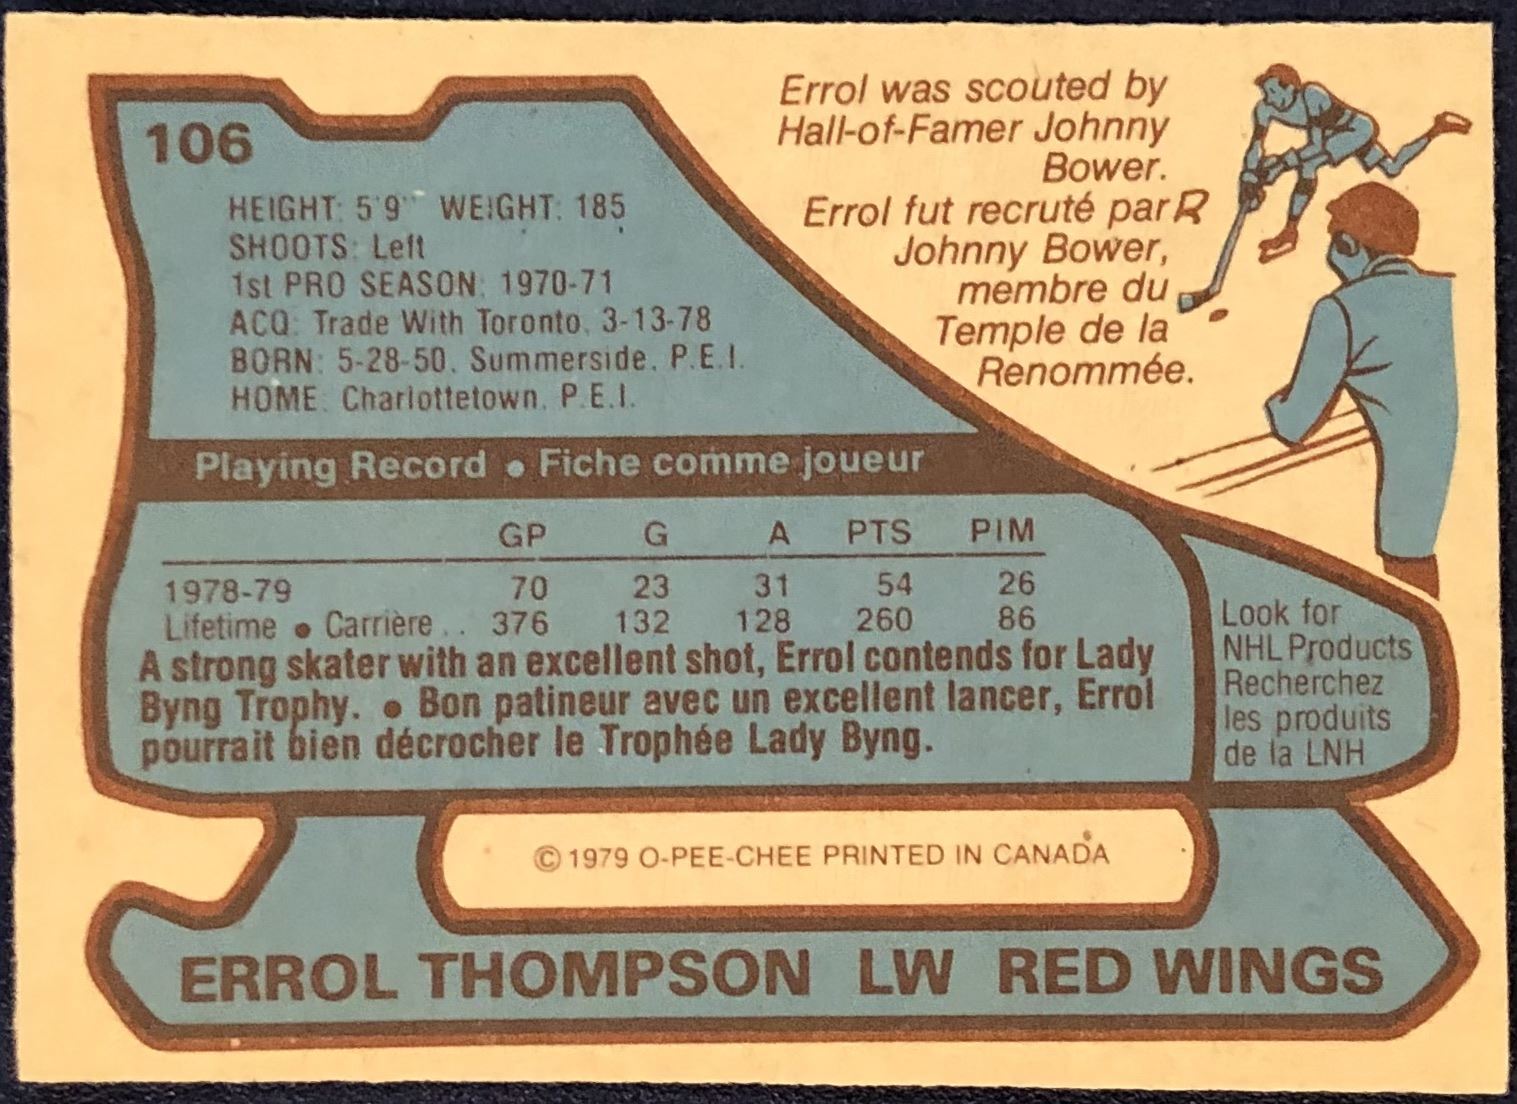 106
HEIGHT: 5'9" WEIGHT: 185
SHOOTS: Left
1st PRO SEASON: 1970-71
ACQ: Trade With Toronto, 3-13-78
BORN: 5-28-50, Summerside, P.E.I.
HOME: Charlottetown, P.E.I.
Errol was scouted by
Hall-of-Famer Johnny
Bower.
Errol fut recruté par
Johnny Bower,
membre du
Temple de la
Renommée.
Playing Record • Fiche comme joueur
GP G A PTS PIM
1978-79 70 23 31 54 26
Lifetime • Carrière .. 376 132 128 260 86
A strong skater with an excellent shot, Errol contends for Lady
Byng Trophy. • Bon patineur avec un excellent lancer, Errol
pourrait bien décrocher le Trophée Lady Byng.
Look for
NHL Products
Recherchez
les produits
de la LNH
© 1979 O-PEE-CHEE PRINTED IN CANADA
ERROL THOMPSON LW RED WINGS